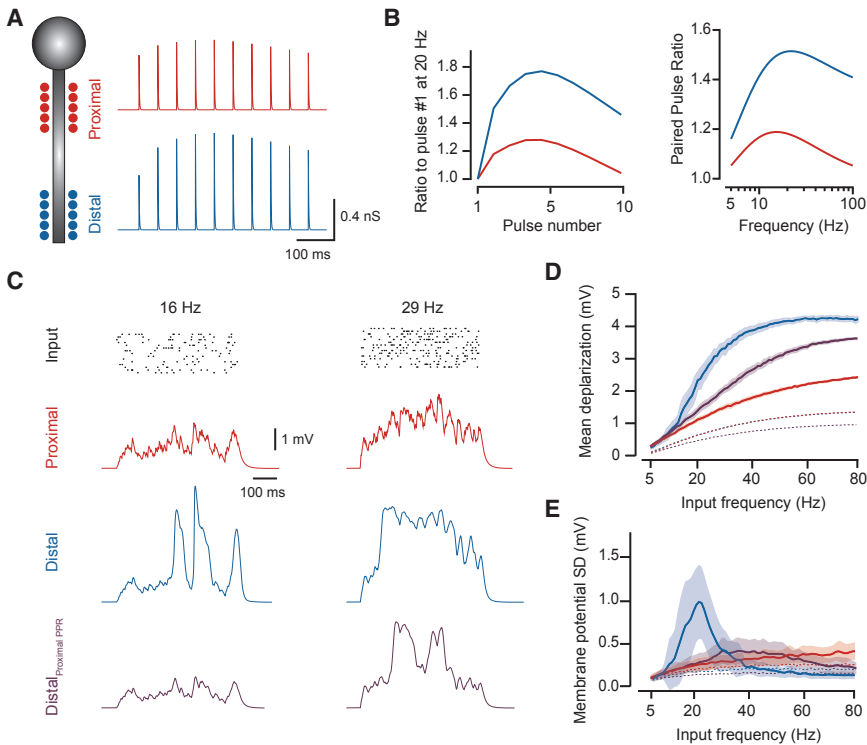 A
Proximal
Distal
0.4 nS
100 ms
B
Ratio to pulse #1 at 20 Hz
1.8
1.6
1.4
1.2
1.0
1
5
10
Pulse number
Paired Pulse Ratio
1.6
1.4
1.2
1.0
5
10
100
Frequency (Hz)
C
16 Hz
29 Hz
Input
Proximal
1 mV
100 ms
Distal
Distal Proximal PPR
D
Mean deplarization (mV)
5
4
3
2
1
0
5
20
40
60
80
Input frequency (Hz)
E
Membrane potential SD (mV)
1.5
1.0
0.5
0.0
5
20
40
60
80
Input frequency (Hz)